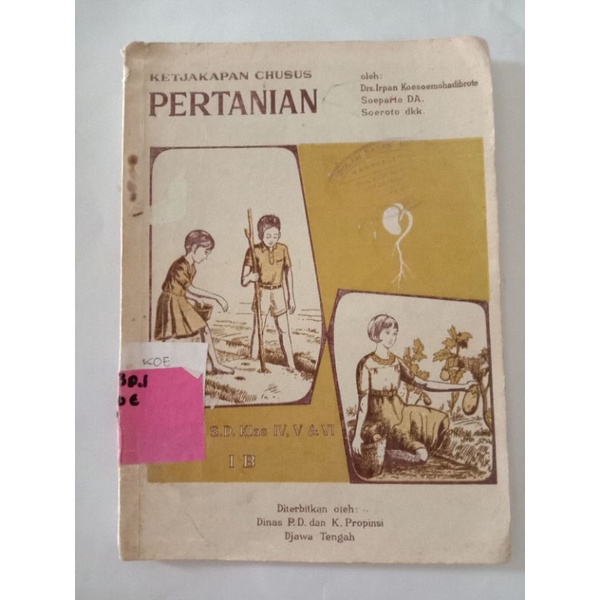 KETJAKAPAN CHUSUS
PERTANIAN
oleh:
Drs. Irpan Koesoemohadibroto
Soeparto DA.
Soeroto dkk.
KOE
S.D. Klas IV, V & VI
I B
Diterbitkan oleh:
Dinas P.D. dan K. Propinsi
Djawa Tengah